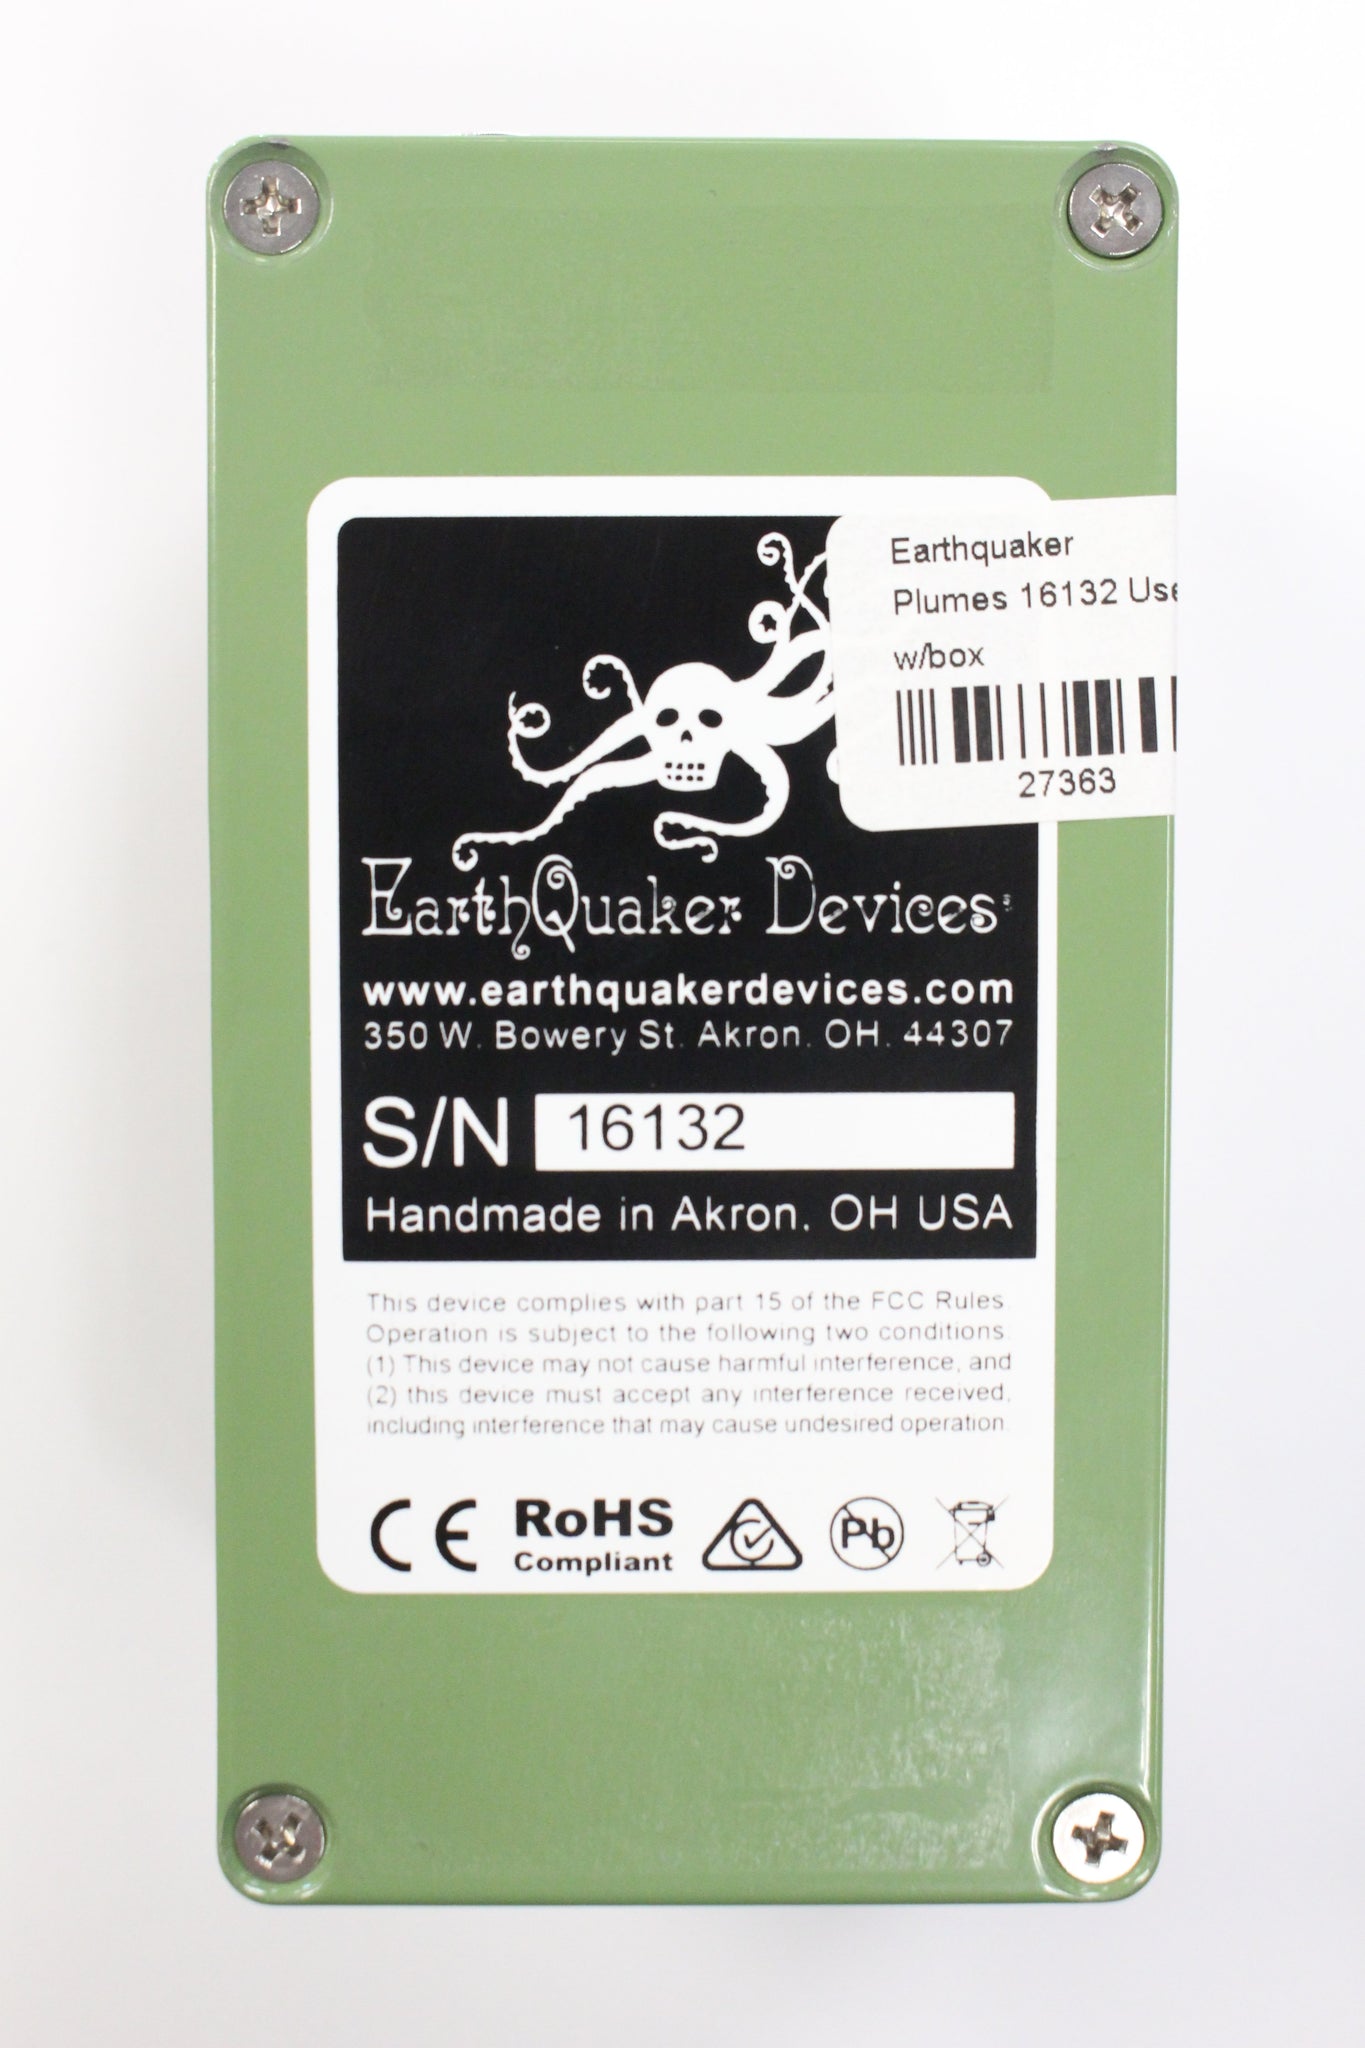 Earthquaker
Plumes 16132 Use
w/box
27363
EarthQuaker Devices
www.earthquakerdevices.com
350 W. Bowery St. Akron, OH. 44307
S/N 16132
Handmade in Akron, OH USA
This device complies with part 15 of the FCC Rules.
Operation is subject to the following two conditions:
(1) This device may not cause harmful interference, and
(2) this device must accept any interference received,
including interference that may cause undesired operation.
CE RoHS Pb
Compliant